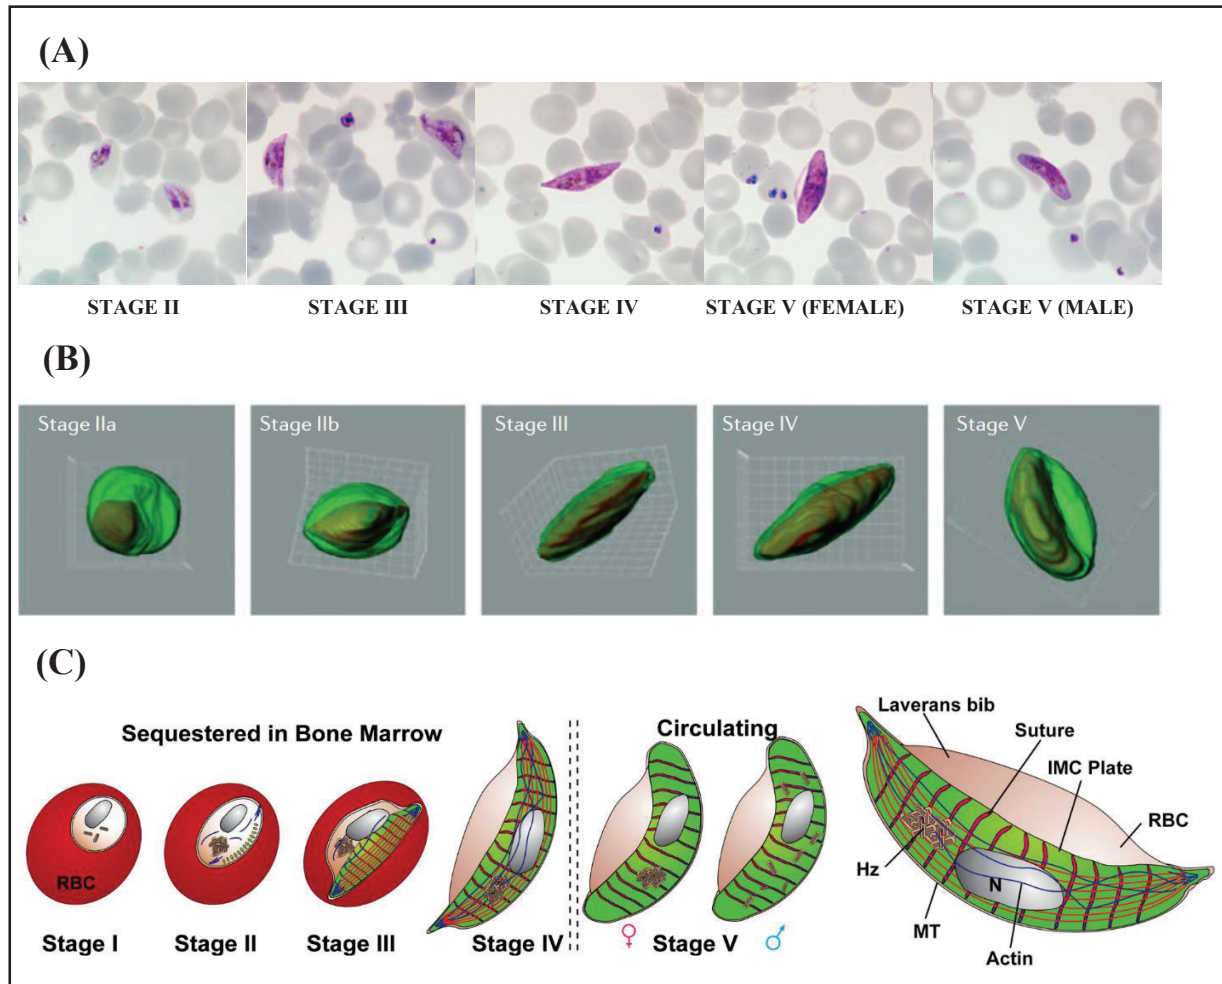 (A)
STAGE II
STAGE III
STAGE IV
STAGE V (FEMALE)
STAGE V (MALE)
(B)
Stage IIa
Stage IIb
Stage III
Stage IV
Stage V
(C)
Sequestered in Bone Marrow
Circulating
RBC
Stage I
Stage II
Stage III
Stage IV
♀ Stage V ♂
Laverans bib
Suture
IMC Plate
RBC
Hz
N
MT
Actin